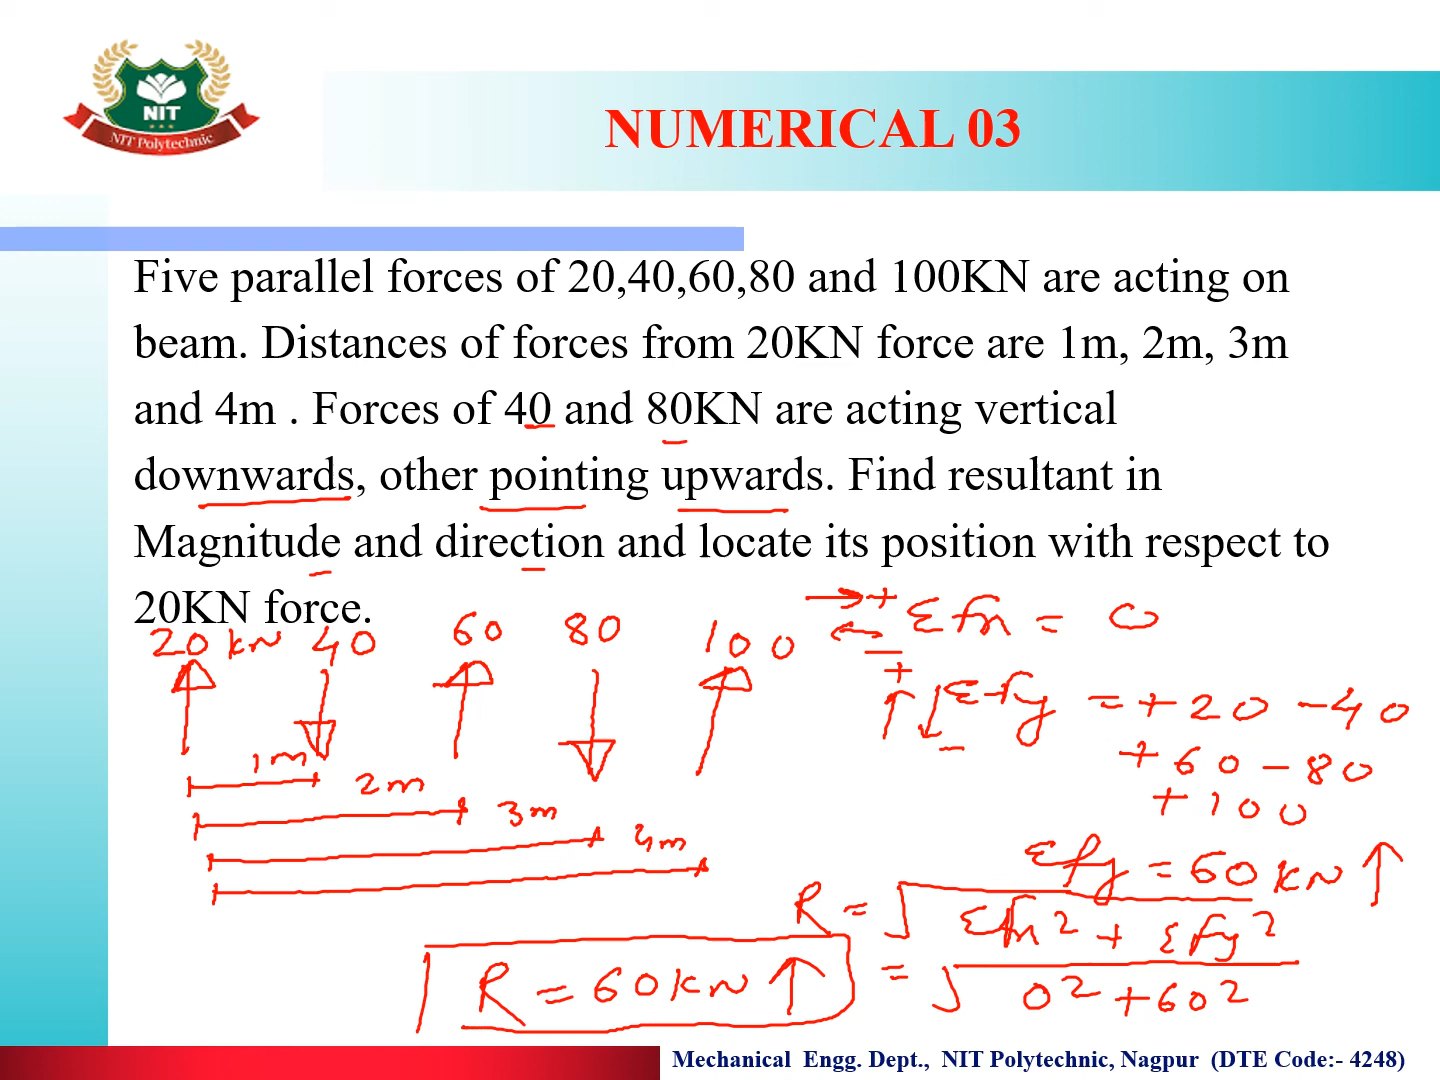 NIT
NIT Polytechnic
NUMERICAL 03
Five parallel forces of 20,40,60,80 and 100KN are acting on
beam. Distances of forces from 20KN force are 1m, 2m, 3m
and 4m . Forces of 40 and 80KN are acting vertical
downwards, other pointing upwards. Find resultant in
Magnitude and direction and locate its position with respect to
20KN force.
20 kN 40 60 80 100
→+ ΣFx = 0
← −
+ ↑ ↓ − ΣFy = +20 -40
+60 -80
+100
1m
2m
3m
4m
ΣFy = 60 kN ↑
R = √ΣFx² + ΣFy²
= √0² + 60²
R = 60 kN ↑
Mechanical Engg. Dept., NIT Polytechnic, Nagpur (DTE Code:- 4248)